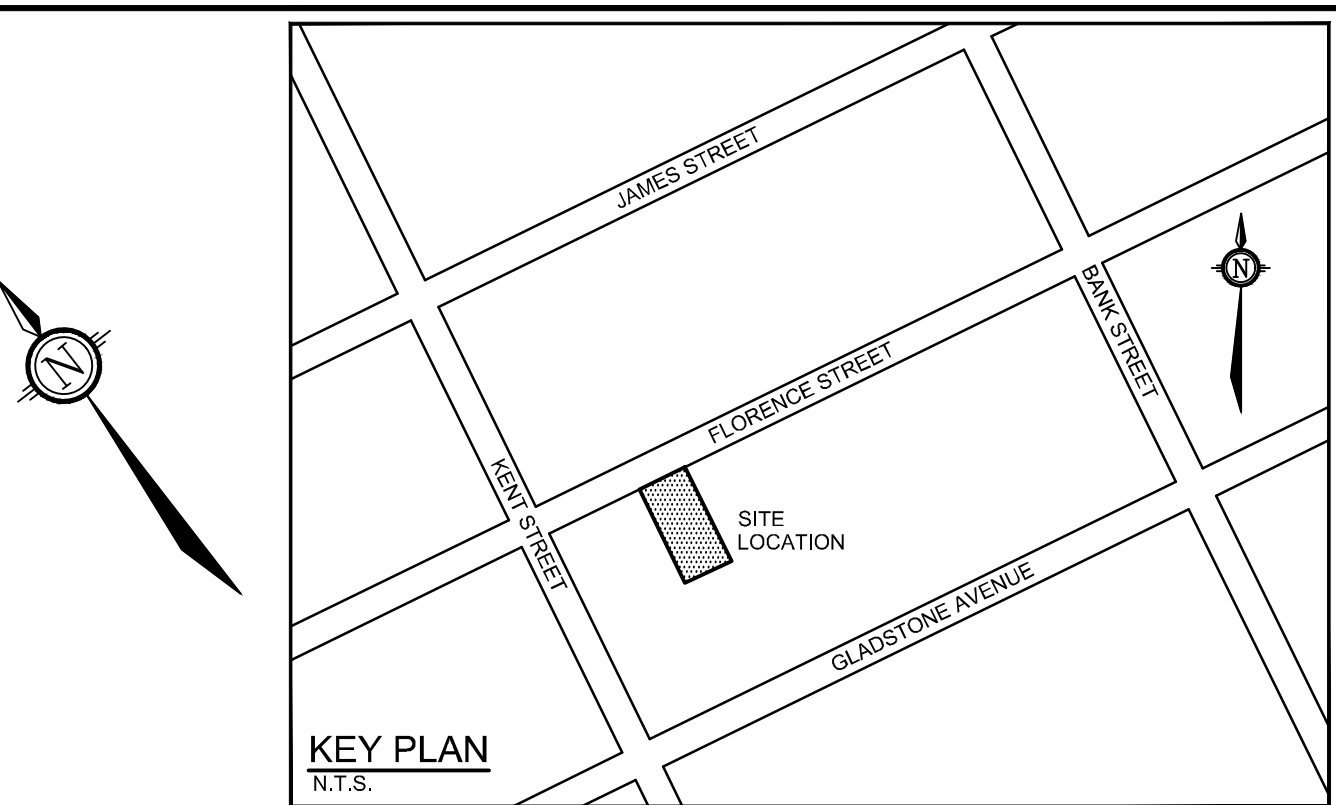 JAMES STREET
N
BANK STREET
FLORENCE STREET
N
KENT STREET
SITE
LOCATION
GLADSTONE AVENUE
KEY PLAN
N.T.S.